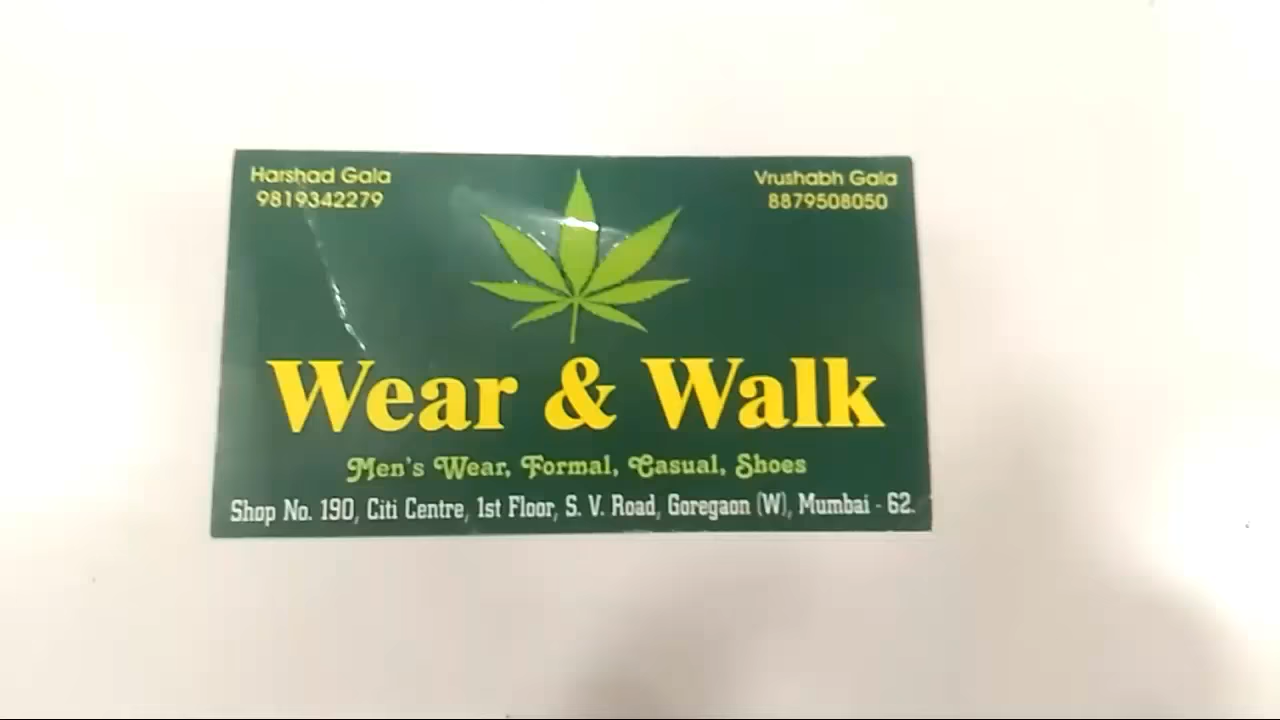 Harshad Gala
9819342279
Vrushabh Gala
8879508050
Wear & Walk
Men's Wear, Formal, Casual, Shoes
Shop No. 190, Citi Centre, 1st Floor, S. V. Road, Goregaon (W), Mumbai - 62.